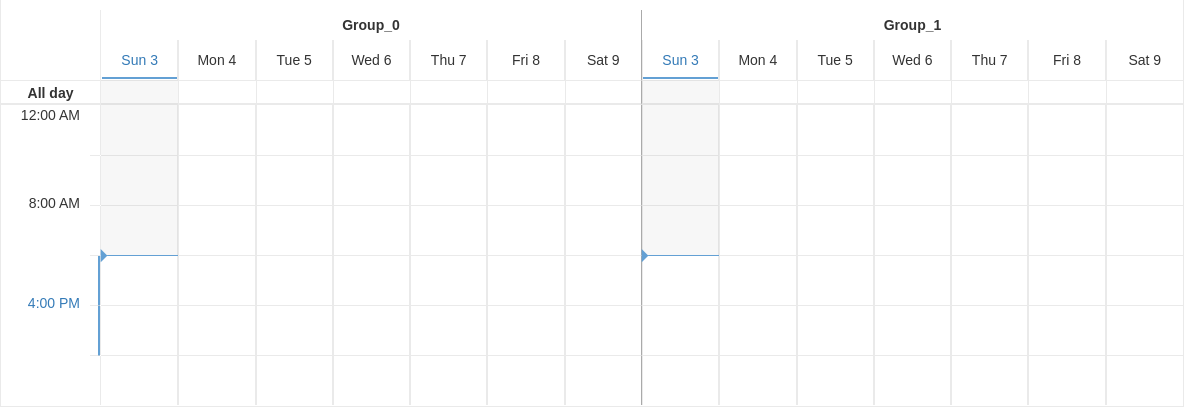 Group_0 Group_1
Sun 3 Mon 4 Tue 5 Wed 6 Thu 7 Fri 8 Sat 9 Sun 3 Mon 4 Tue 5 Wed 6 Thu 7 Fri 8 Sat 9
All day
12:00 AM
8:00 AM
4:00 PM